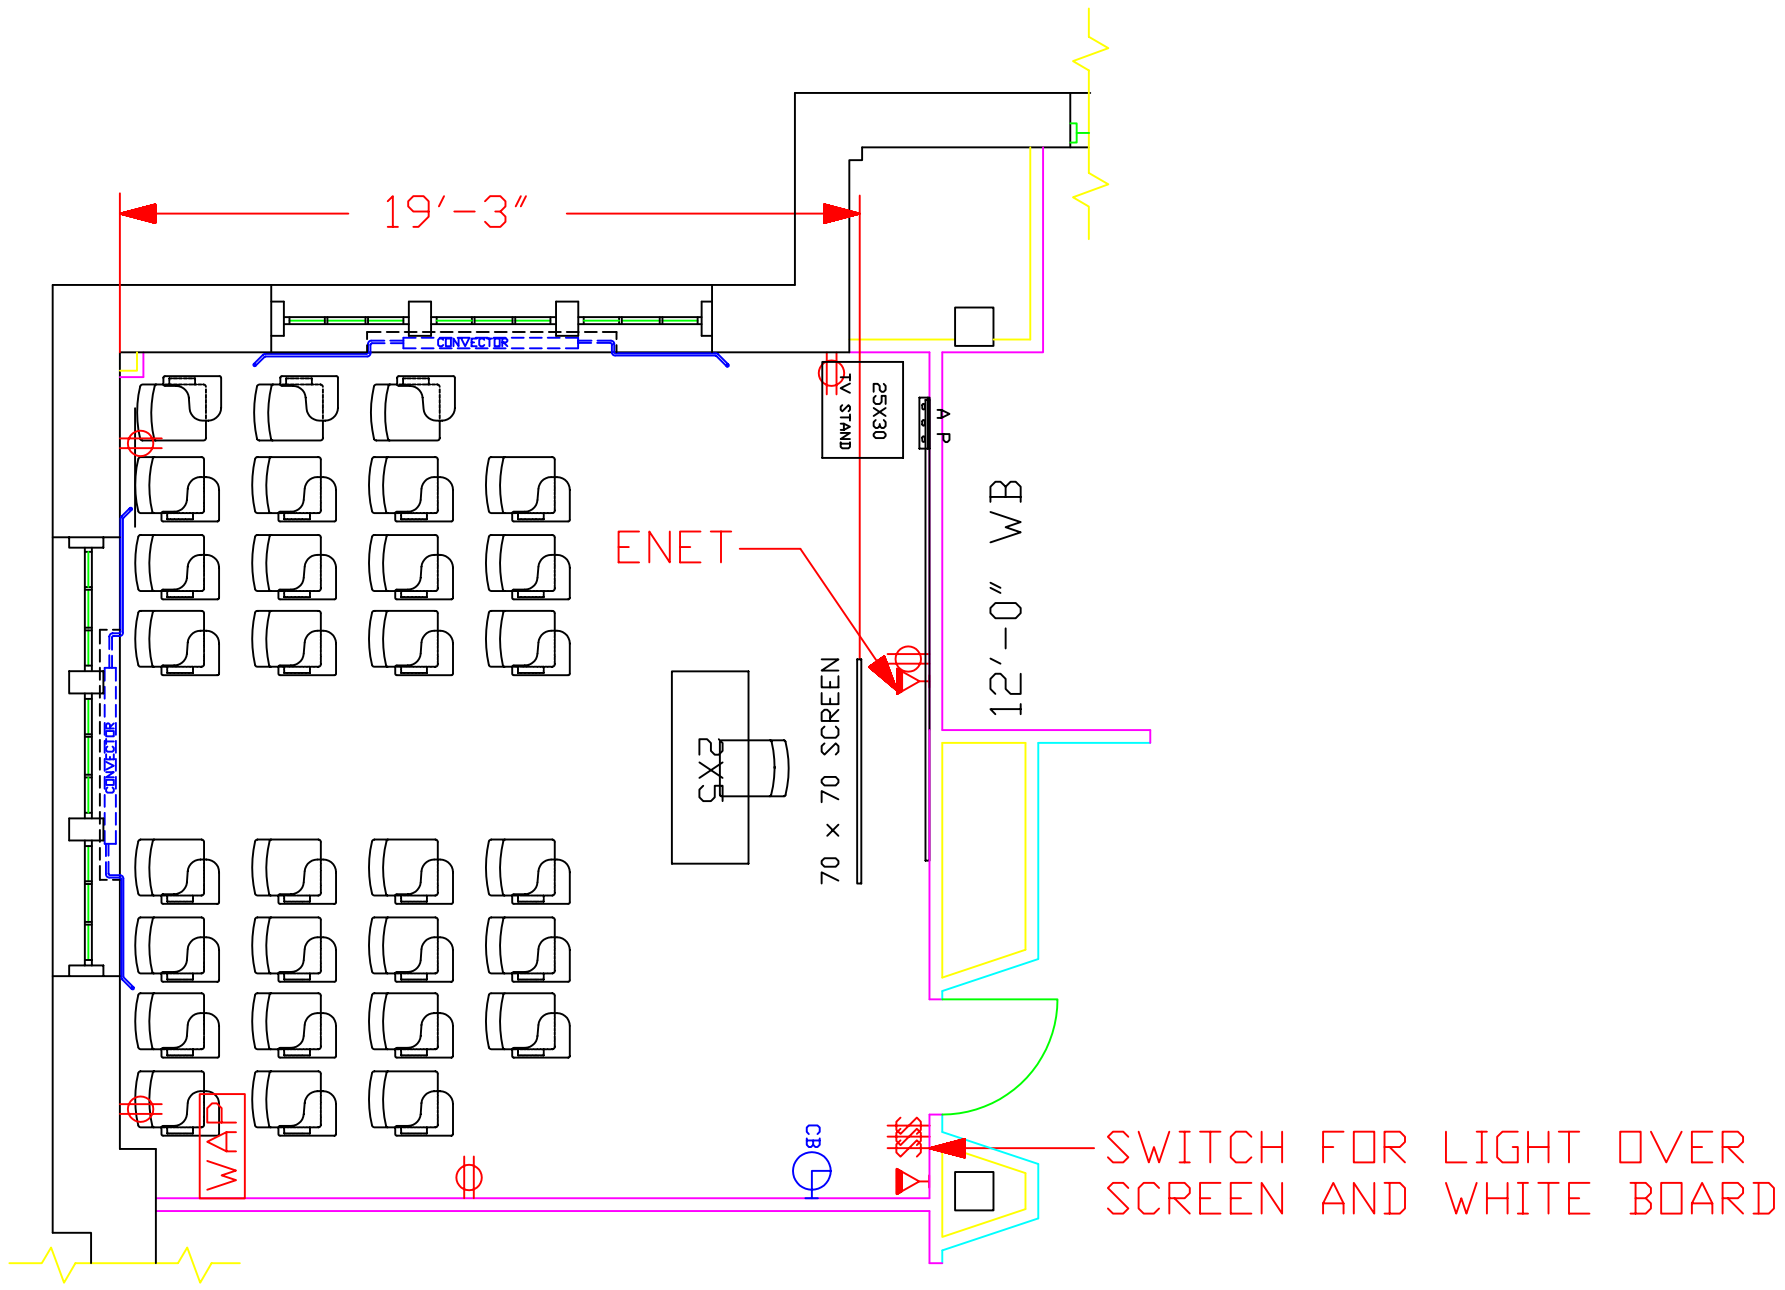 19'-3"
CONVECTOR
25X30
TV STAND
A P
ENET
12'-0" WB
70 x 70 SCREEN
2X5
CONVECTOR
WAP
CB
SWITCH FOR LIGHT OVER
SCREEN AND WHITE BOARD